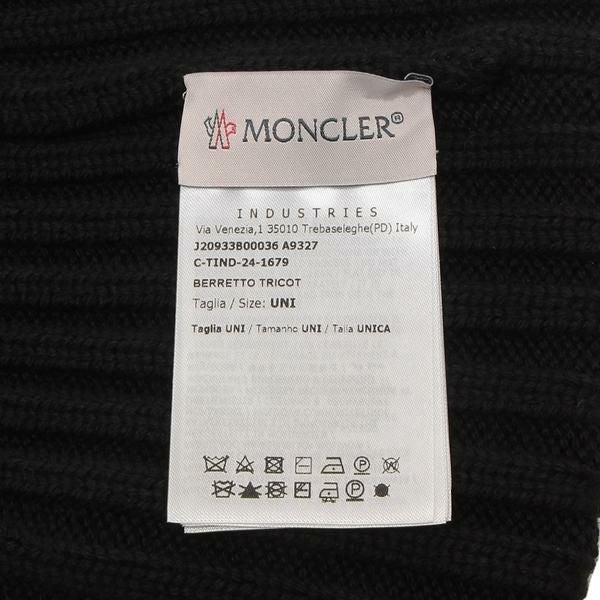 MONCLER®
INDUSTRIES
Via Venezia,1 35010 Trebaseleghe(PD) Italy
J20933B00036 A9327
C-TIND-24-1679
BERRETTO TRICOT
Taglia / Size: UNI
Taglia UNI / Tamanho UNI / Talla UNICA